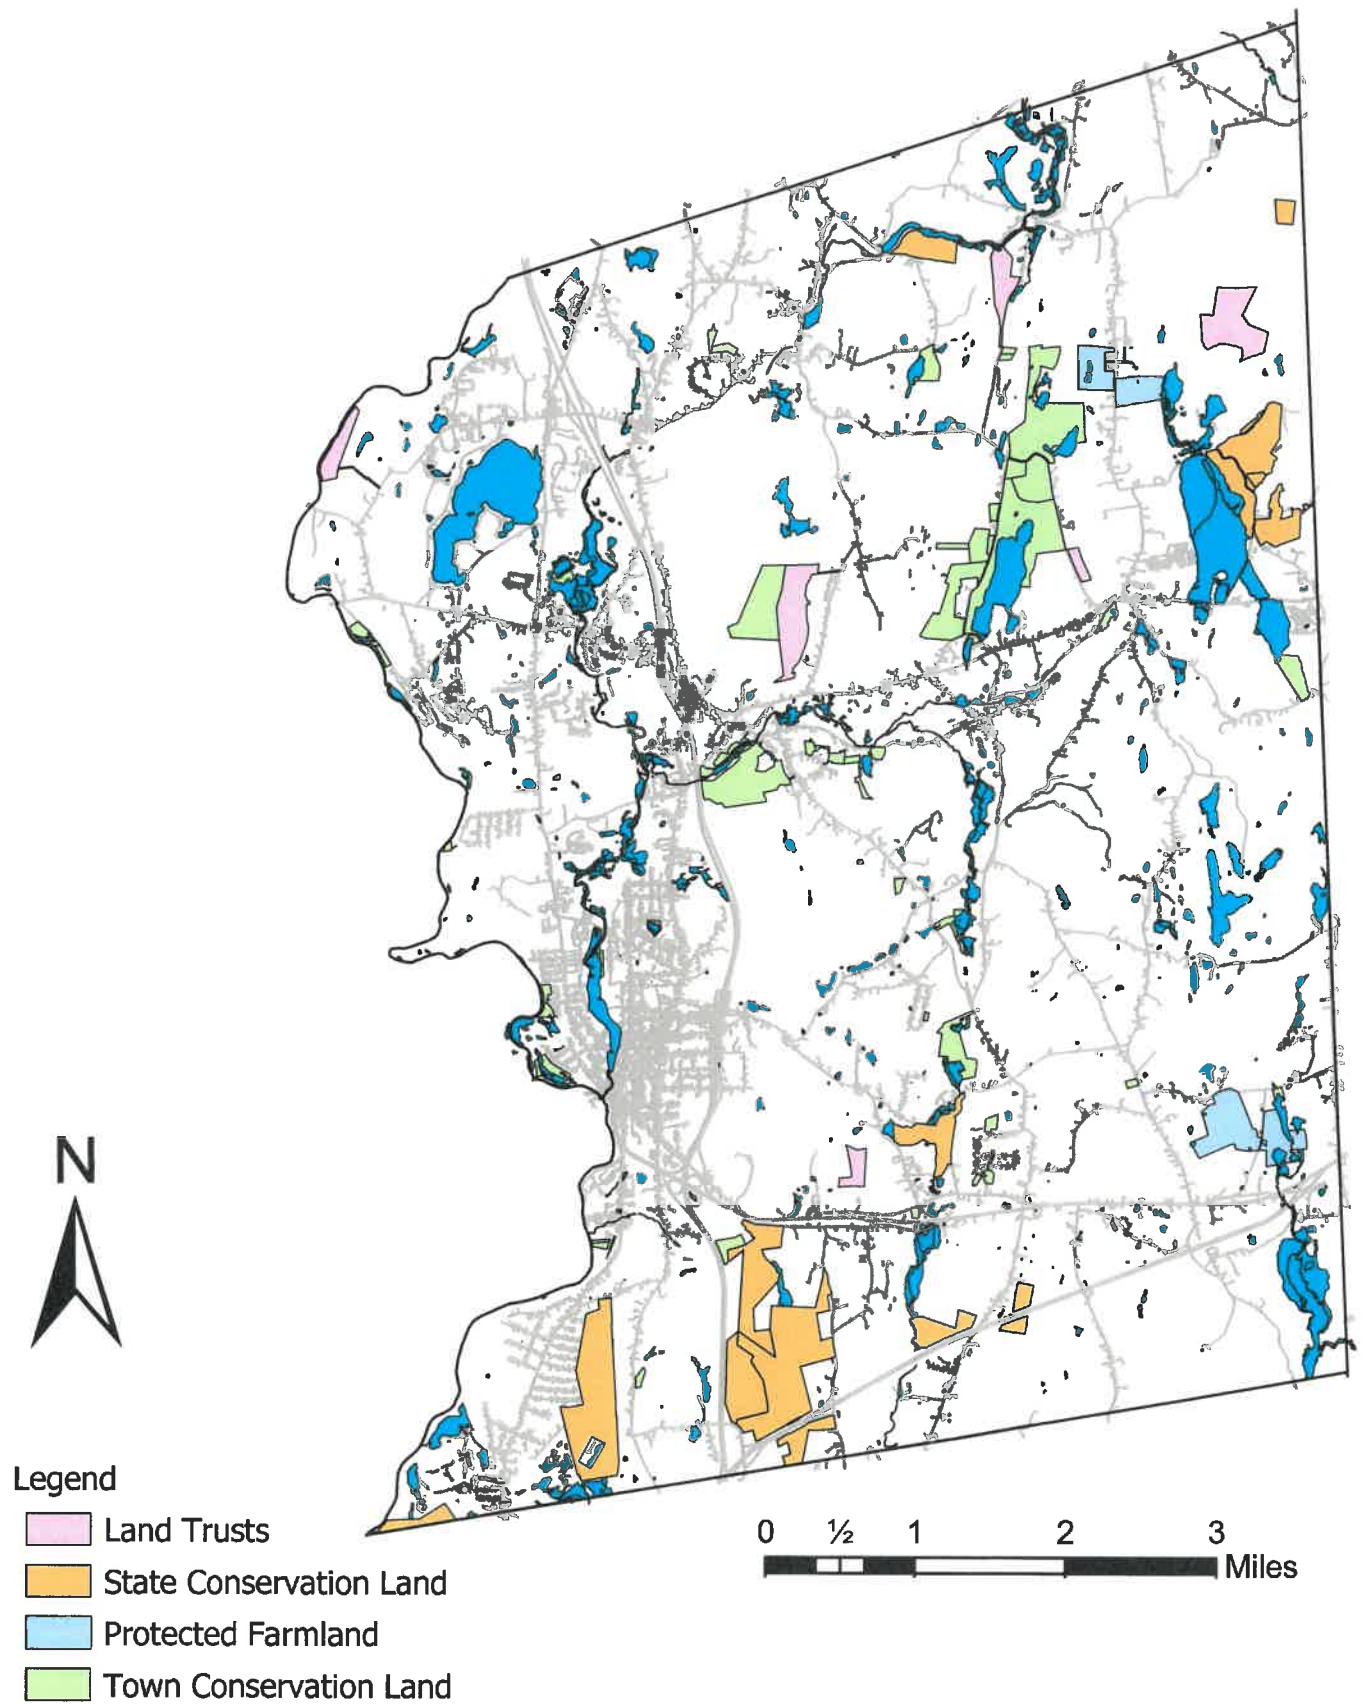 N
Legend
Land Trusts
State Conservation Land
Protected Farmland
Town Conservation Land
0 ½ 1 2 3
Miles